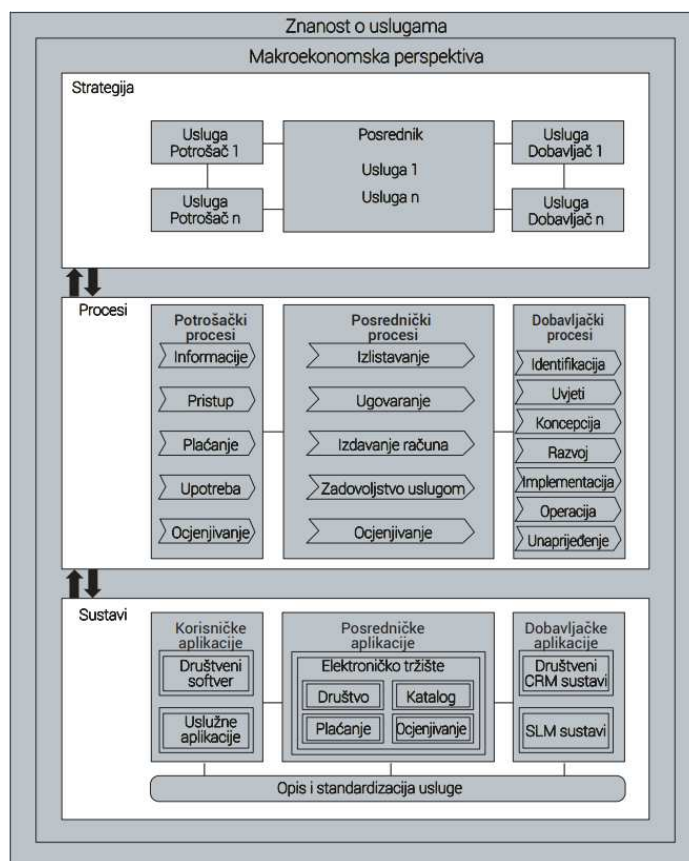 Znanost o uslugama
Makroekonomska perspektiva
Strategija
Usluga
Potrošač 1
Usluga
Potrošač n
Posrednik
Usluga 1
Usluga n
Usluga
Dobavljač 1
Usluga
Dobavljač n
Procesi
Potrošački
procesi
Informacije
Pristup
Plaćanje
Upotreba
Ocjenjivanje
Posrednički
procesi
Izlistavanje
Ugovaranje
Izdavanje računa
Zadovoljstvo uslugom
Ocjenjivanje
Dobavljački
procesi
Identifikacija
Uvjeti
Koncepcija
Razvoj
Implementacija
Operacija
Unaprijeđenje
Sustavi
Korisničke
aplikacije
Društveni
softver
Uslužne
aplikacije
Posredničke
aplikacije
Elektroničko tržište
Društvo
Katalog
Plaćanje
Ocjenjivanje
Dobavljačke
aplikacije
Društveni
CRM sustavi
SLM sustavi
Opis i standardizacija usluge